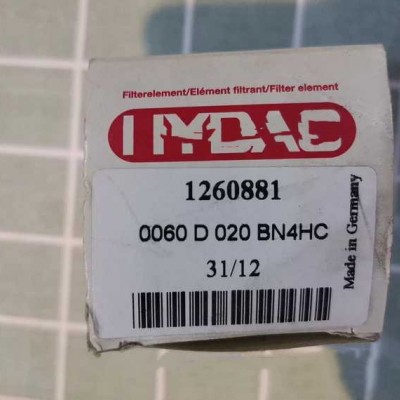 Filterelement/Elément filtrant/Filter element
HYDAC
1260881
0060 D 020 BN4HC
31/12
Made in Germany